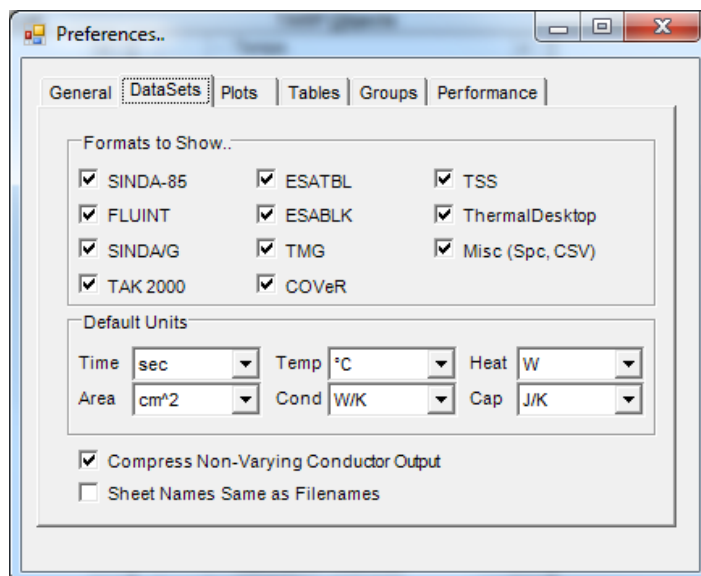 Preferences..
General DataSets Plots Tables Groups Performance
Formats to Show..
SINDA-85 ESATBL TSS
FLUINT ESABLK ThermalDesktop
SINDA/G TMG Misc (Spc, CSV)
TAK 2000 COVeR
Default Units
Time sec Temp °C Heat W
Area cm^2 Cond W/K Cap J/K
Compress Non-Varying Conductor Output
Sheet Names Same as Filenames